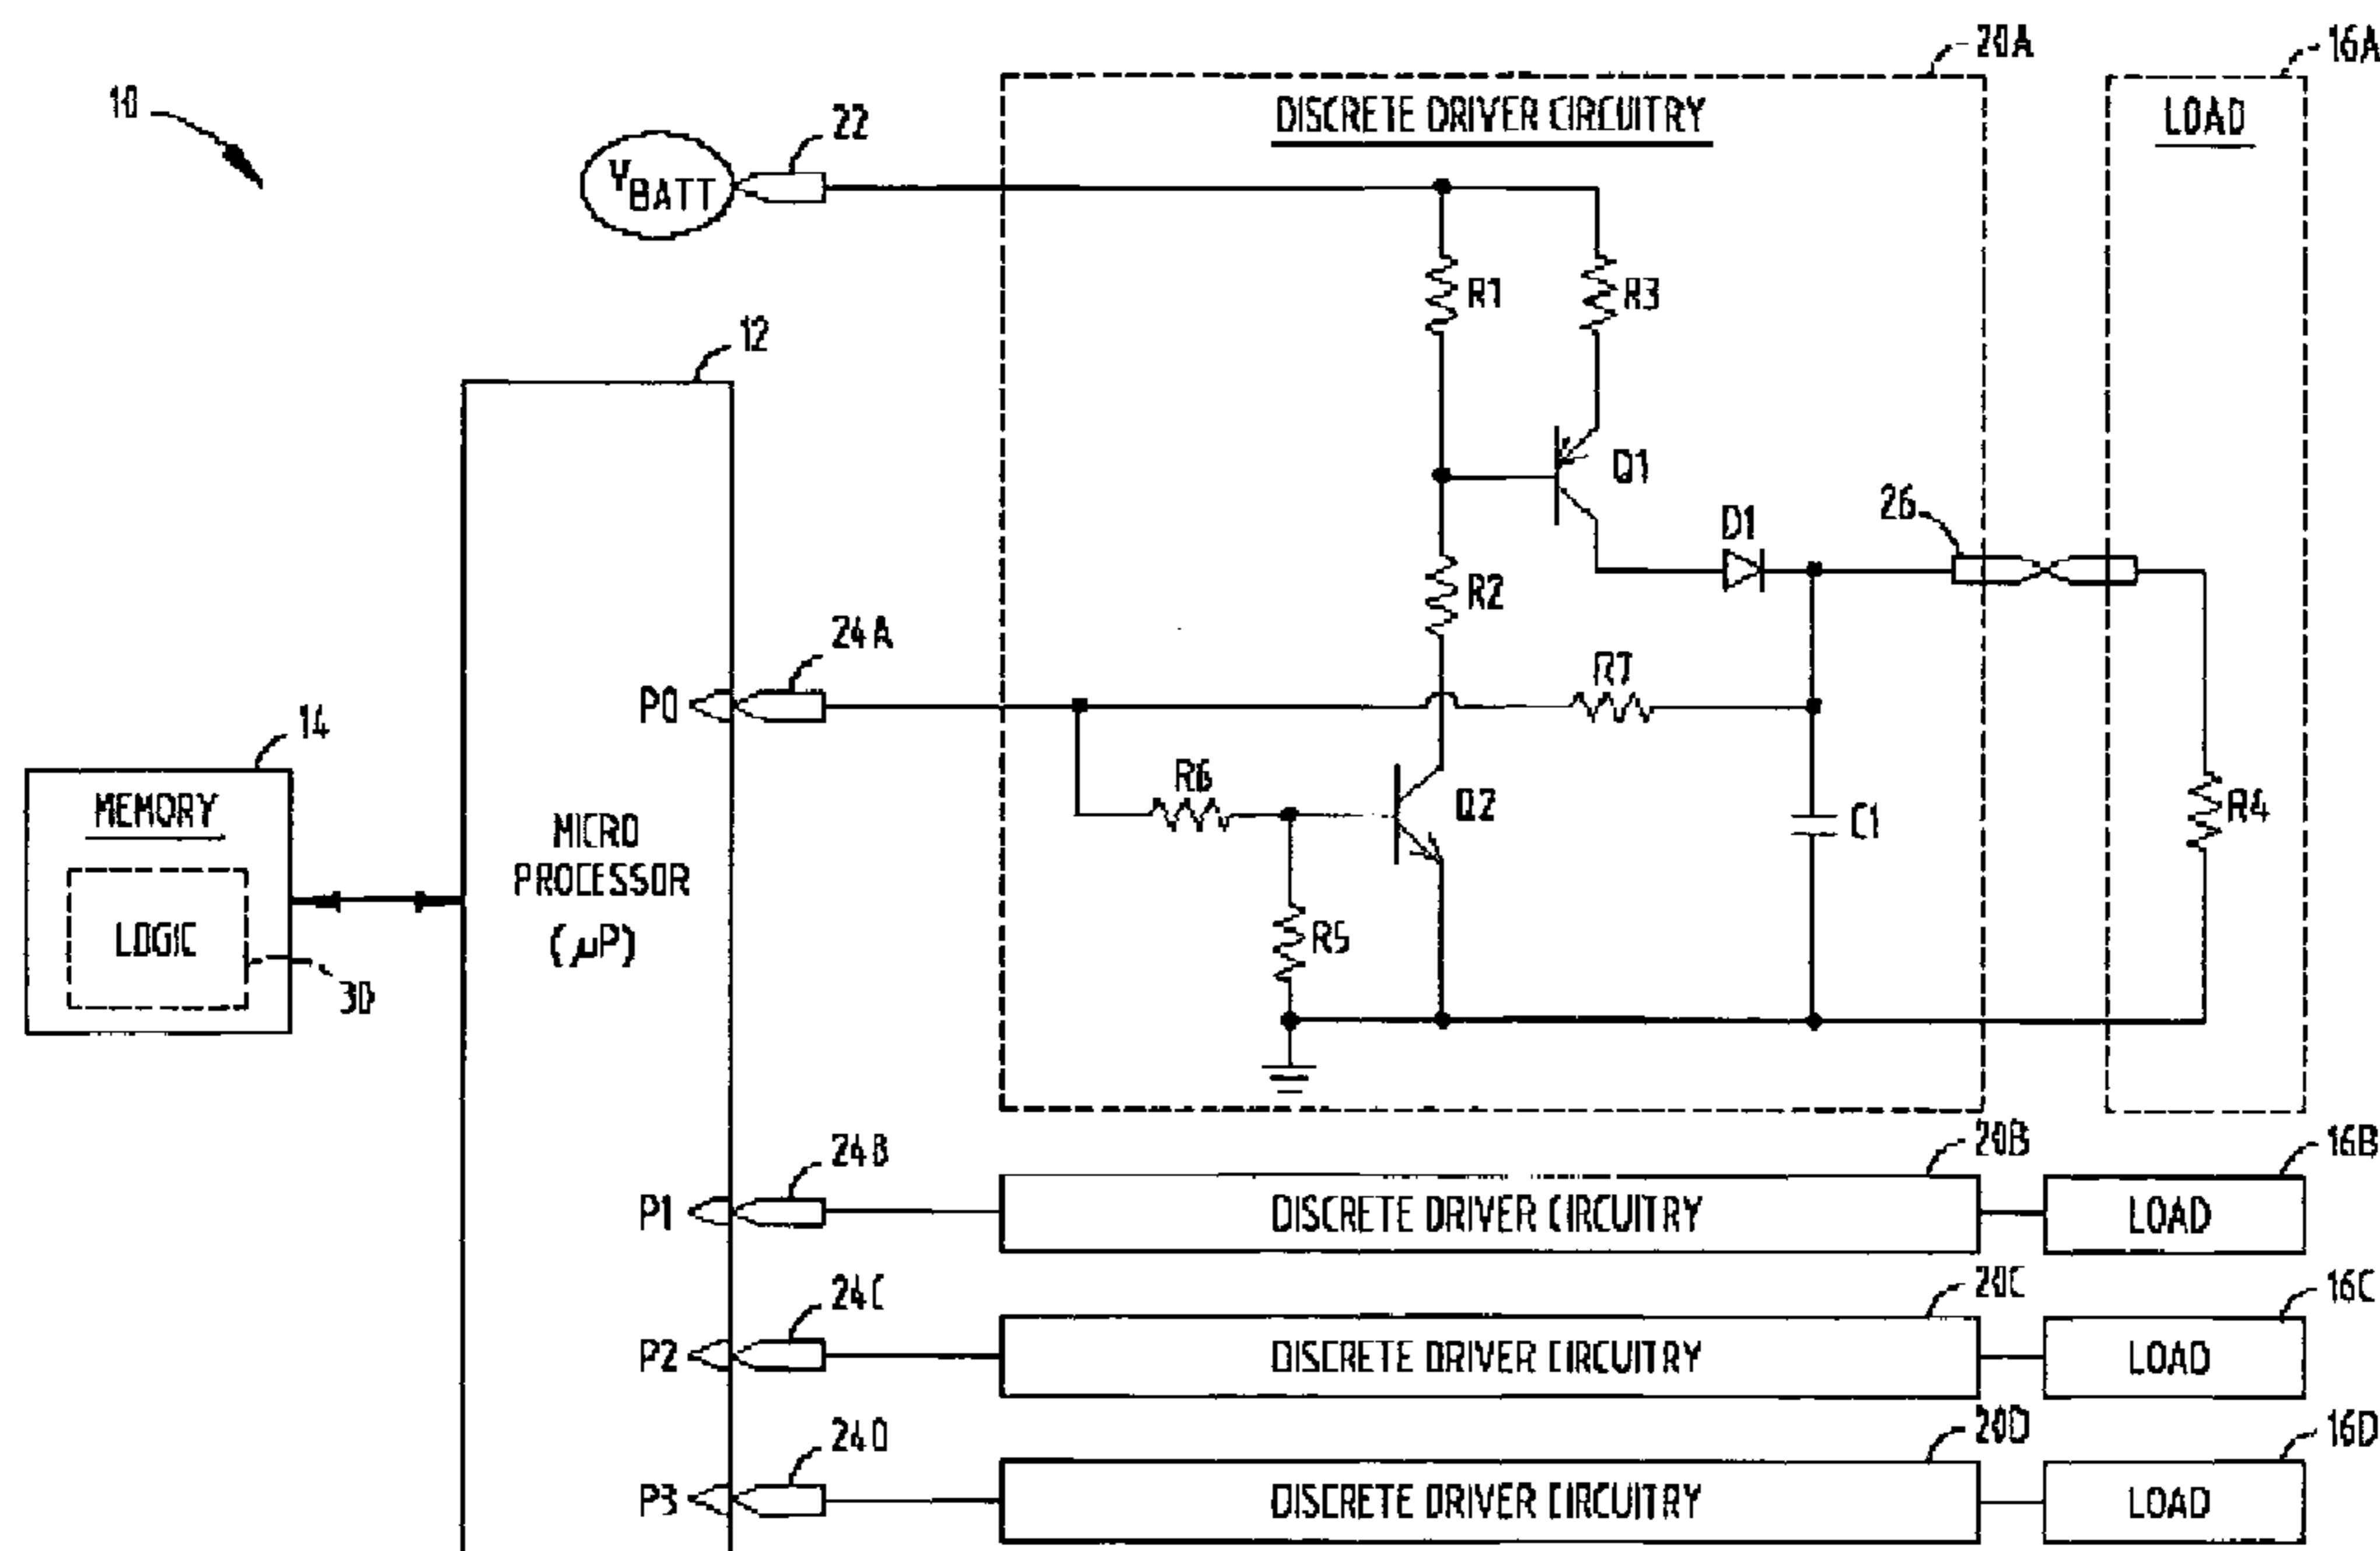 10
22
V BATT
DISCRETE DRIVER CIRCUITRY
20A
LOAD
16A
R1
R3
Q1
D1
26
R2
12
24A
P0
R7
R6
Q2
C1
R4
R5
14
MEMORY
LOGIC
30
MICRO
PROCESSOR
(μP)
24B
P1
DISCRETE DRIVER CIRCUITRY
20B
LOAD
16B
24C
P2
DISCRETE DRIVER CIRCUITRY
20C
LOAD
16C
24D
P3
DISCRETE DRIVER CIRCUITRY
20D
LOAD
16D